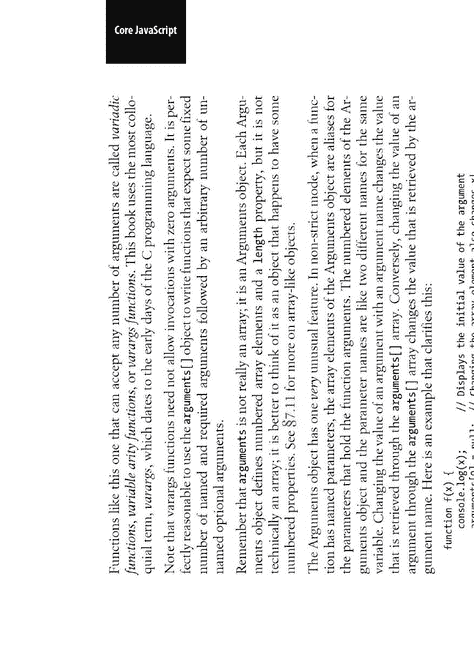 Core JavaScript
Functions like this one that can accept any number of arguments are called variadic
functions, variable arity functions, or varargs functions. This book uses the most collo-
quial term, varargs, which dates to the early days of the C programming language.
Note that varargs functions need not allow invocations with zero arguments. It is per-
fectly reasonable to use the arguments[] object to write functions that expect some fixed
number of named and required arguments followed by an arbitrary number of un-
named optional arguments.
Remember that arguments is not really an array; it is an Arguments object. Each Argu-
ments object defines numbered array elements and a length property, but it is not
technically an array; it is better to think of it as an object that happens to have some
numbered properties. See §7.11 for more on array-like objects.
The Arguments object has one very unusual feature. In non-strict mode, when a func-
tion has named parameters, the array elements of the Arguments object are aliases for
the parameters that hold the function arguments. The numbered elements of the Ar-
guments object and the parameter names are like two different names for the same
variable. Changing the value of an argument with an argument name changes the value
that is retrieved through the arguments[] array. Conversely, changing the value of an
argument through the arguments[] array changes the value that is retrieved by the ar-
gument name. Here is an example that clarifies this:
function f(x) {
console.log(x); // Displays the initial value of the argument